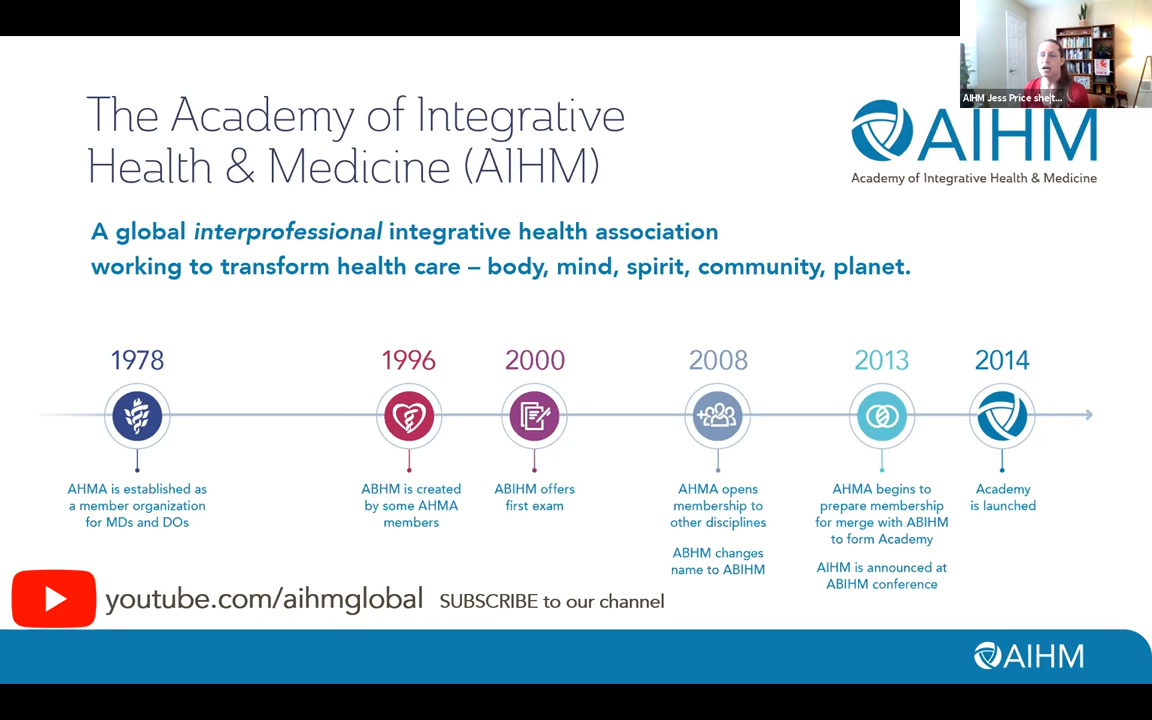 AIHM Jess Price shelt...
The Academy of Integrative
Health & Medicine (AIHM)
AIHM
Academy of Integrative Health & Medicine
A global interprofessional integrative health association
working to transform health care – body, mind, spirit, community, planet.
1978
AHMA is established as
a member organization
for MDs and DOs
1996
ABHM is created
by some AHMA
members
2000
ABIHM offers
first exam
2008
AHMA opens
membership to
other disciplines
ABHM changes
name to ABIHM
2013
AHMA begins to
prepare membership
for merge with ABIHM
to form Academy
AIHM is announced at
ABIHM conference
2014
Academy
is launched
youtube.com/aihmglobal SUBSCRIBE to our channel
AIHM